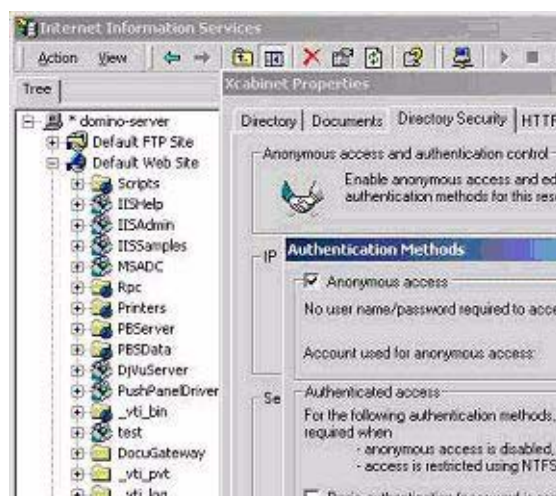 Internet Information Services
Action View
Tree
Xcabinet Properties
* domino-server
Default FTP Site
Default Web Site
Scripts
IISHelp
IISAdmin
IISSamples
MSADC
Rpc
Printers
PBServer
PBSData
DjVuServer
PushPanelDriver
_vti_bin
test
DocuGateway
_vti_pvt
_vti_log
Directory Documents Directory Security HTTP
Anonymous access and authentication control
Enable anonymous access and ed
authentication methods for this res
IP
Authentication Methods
Anonymous access
No user name/password required to acce
Account used for anonymous access:
Se
Authenticated access
For the following authentication methods,
required when
- anonymous access is disabled,
- access is restricted using NTFS